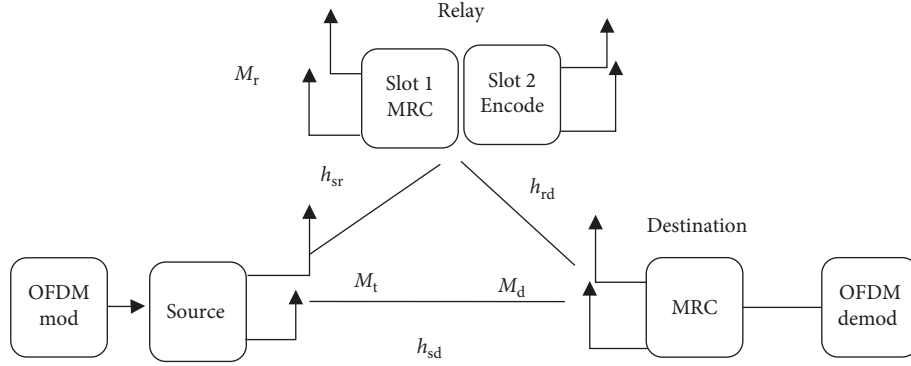 Relay
M_r
Slot 1
MRC
Slot 2
Encode
h_sr
h_rd
Destination
OFDM
mod
Source
M_t
M_d
MRC
OFDM
demod
h_sd